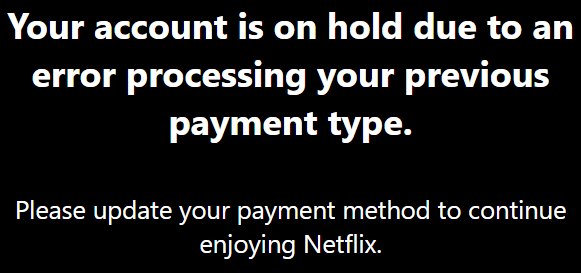 Your account is on hold due to an
error processing your previous
payment type.
Please update your payment method to continue
enjoying Netflix.